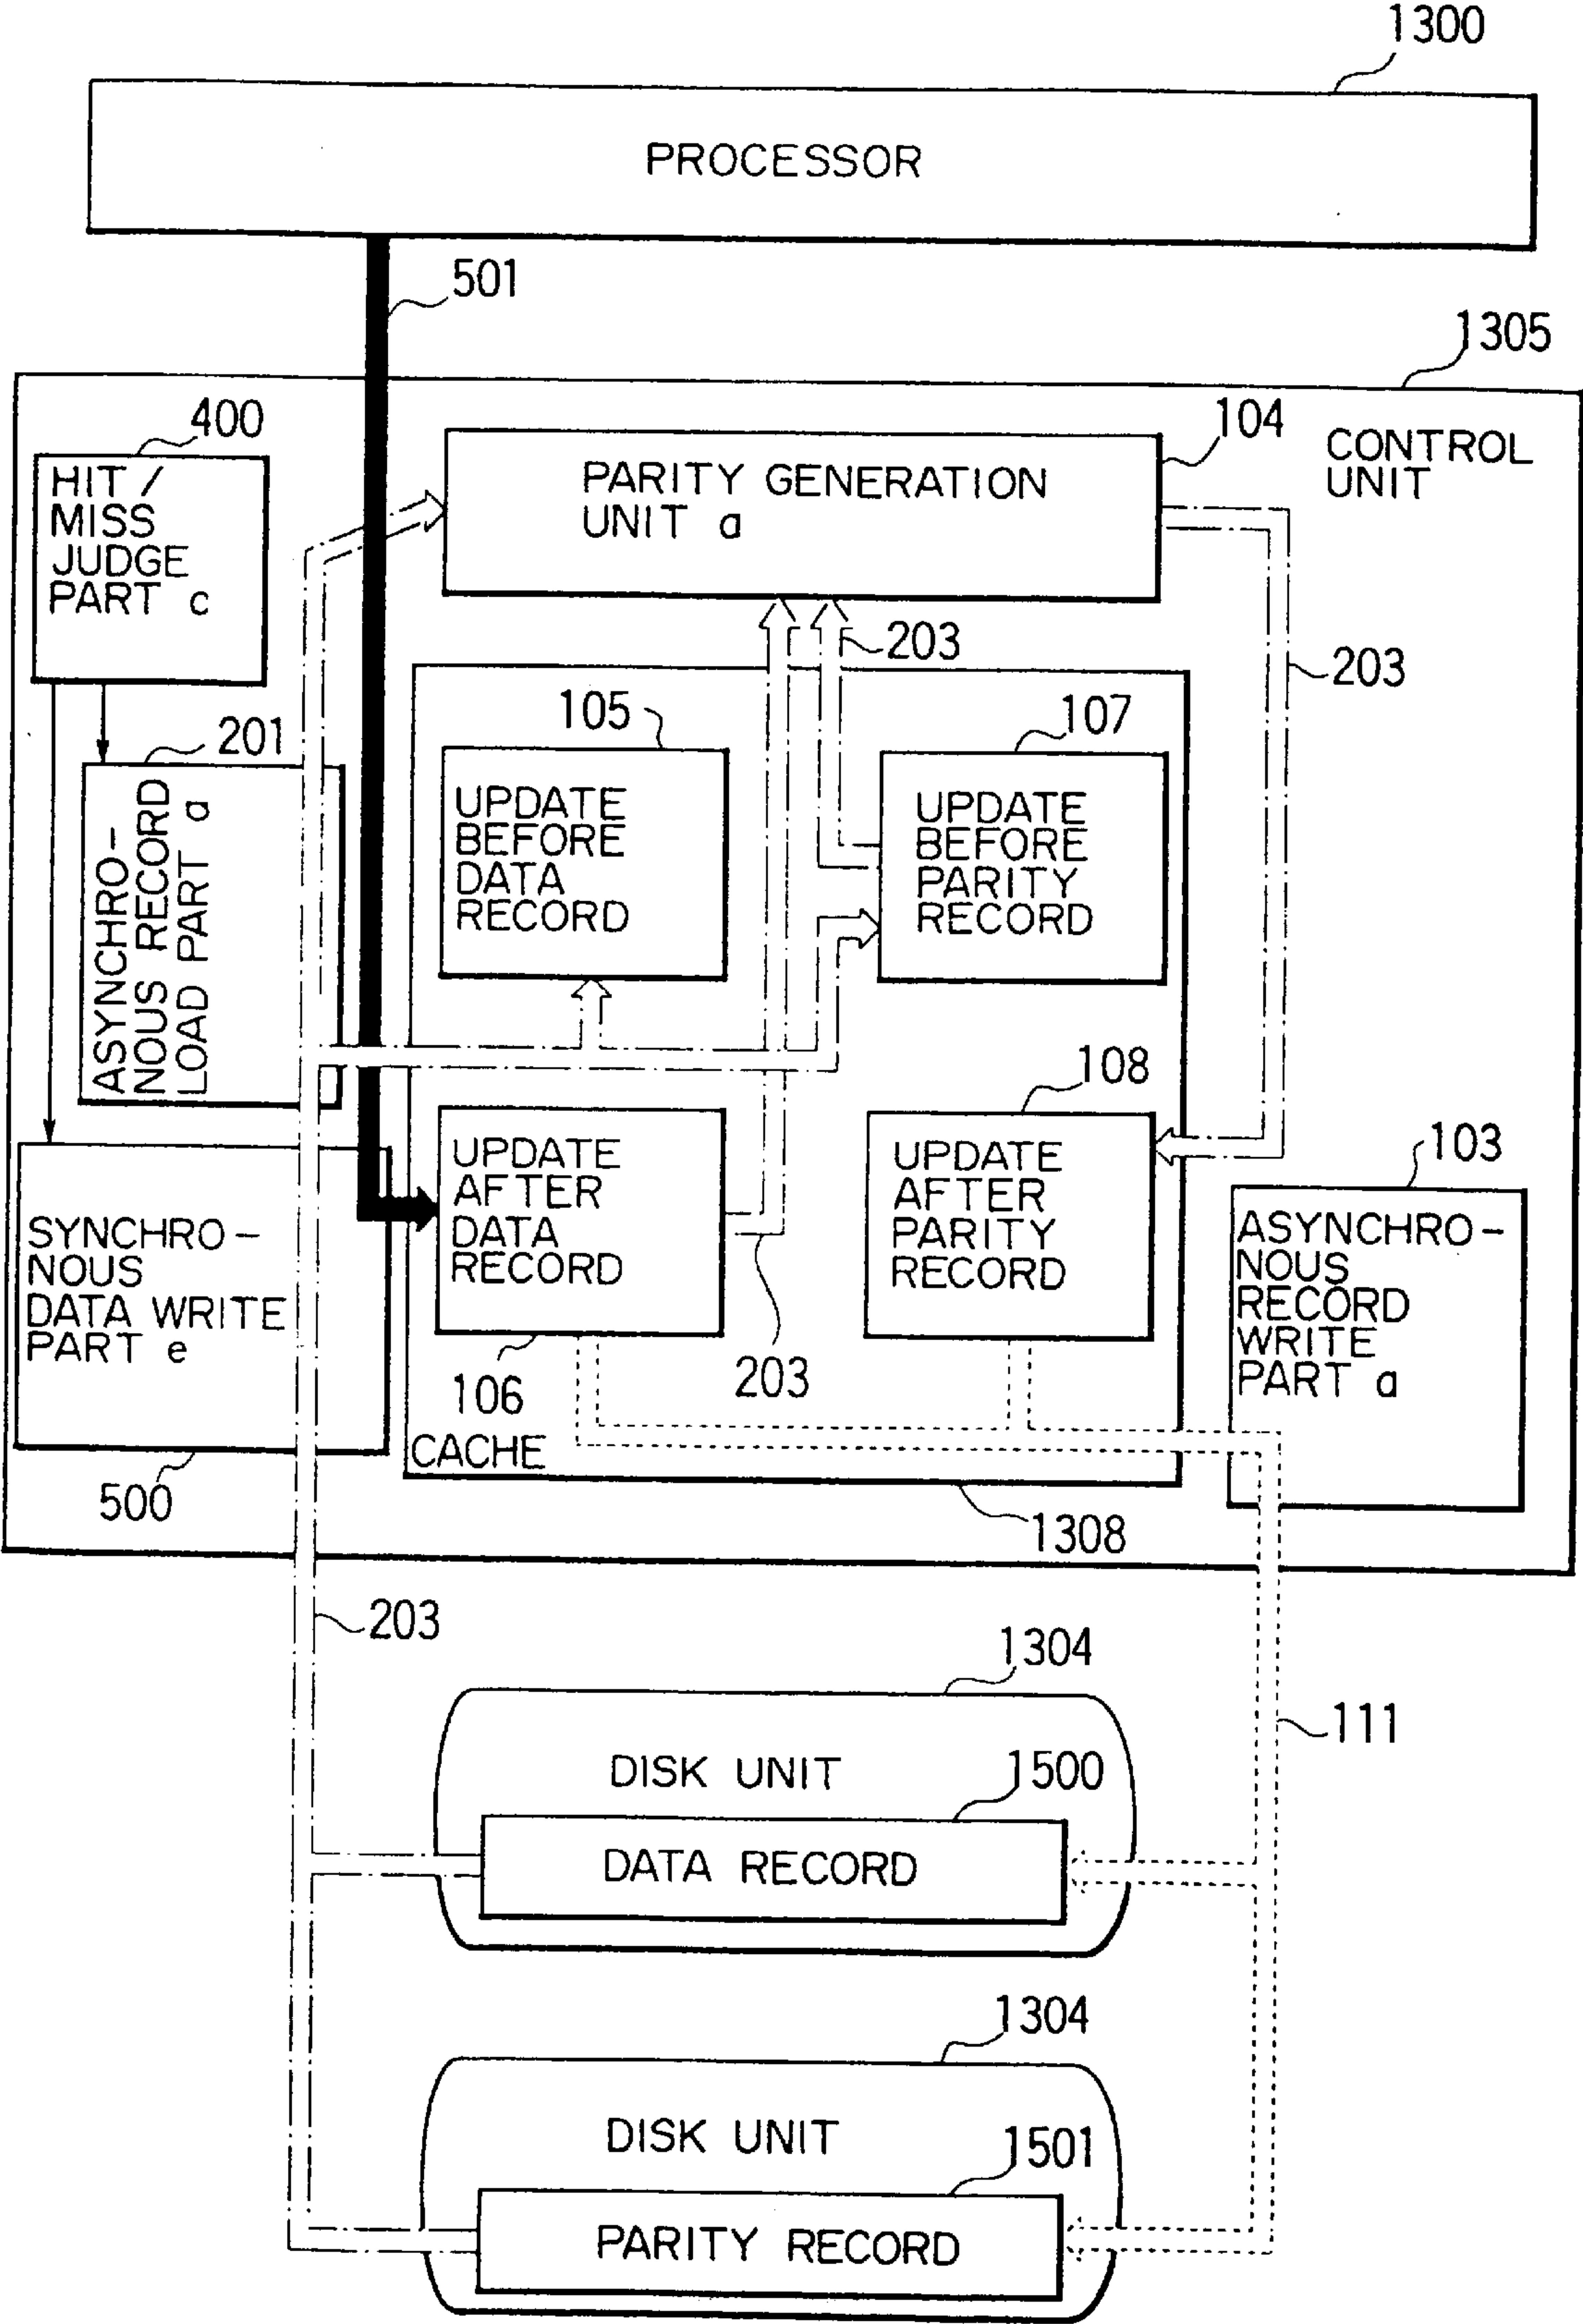 1300
PROCESSOR
501
1305
400
HIT /
MISS
JUDGE
PART c
104
PARITY GENERATION
UNIT a
CONTROL
UNIT
203
203
201
ASYNCHRO-
NOUS RECORD
LOAD PART a
105
UPDATE
BEFORE
DATA
RECORD
107
UPDATE
BEFORE
PARITY
RECORD
108
UPDATE
AFTER
DATA
RECORD
UPDATE
AFTER
PARITY
RECORD
103
ASYNCHRO-
NOUS
RECORD
WRITE
PART a
SYNCHRO-
NOUS
DATA WRITE
PART e
203
106
CACHE
500
1308
203
1304
DISK UNIT
1500
DATA RECORD
111
1304
DISK UNIT
1501
PARITY RECORD